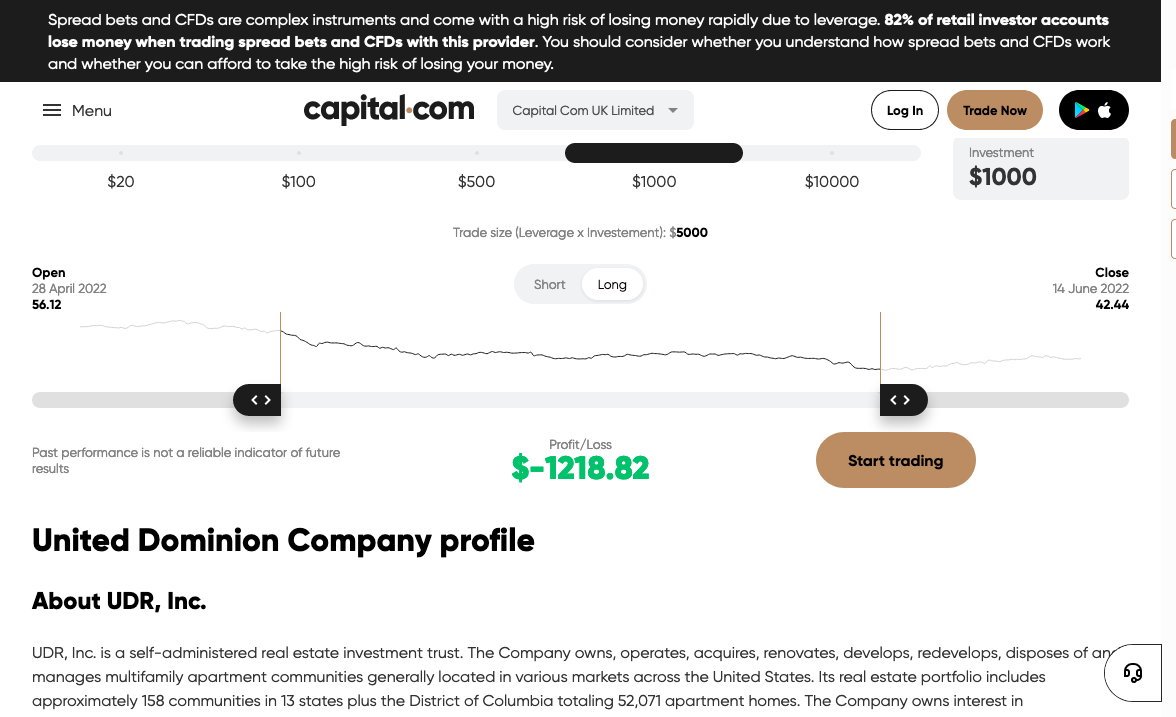 Spread bets and CFDs are complex instruments and come with a high risk of losing money rapidly due to leverage. 82% of retail investor accounts
lose money when trading spread bets and CFDs with this provider. You should consider whether you understand how spread bets and CFDs work
and whether you can afford to take the high risk of losing your money.
Menu
capital.com
Capital Com UK Limited
Log In
Trade Now
$20
$100
$500
$1000
$10000
Investment
$1000
Trade size (Leverage x Investement): $5000
Open
28 April 2022
56.12
Short
Long
Close
14 June 2022
42.44
Past performance is not a reliable indicator of future
results
Profit/Loss
$-1218.82
Start trading
United Dominion Company profile
About UDR, Inc.
UDR, Inc. is a self-administered real estate investment trust. The Company owns, operates, acquires, renovates, develops, redevelops, disposes of and
manages multifamily apartment communities generally located in various markets across the United States. Its real estate portfolio includes
approximately 158 communities in 13 states plus the District of Columbia totaling 52,071 apartment homes. The Company owns interest in